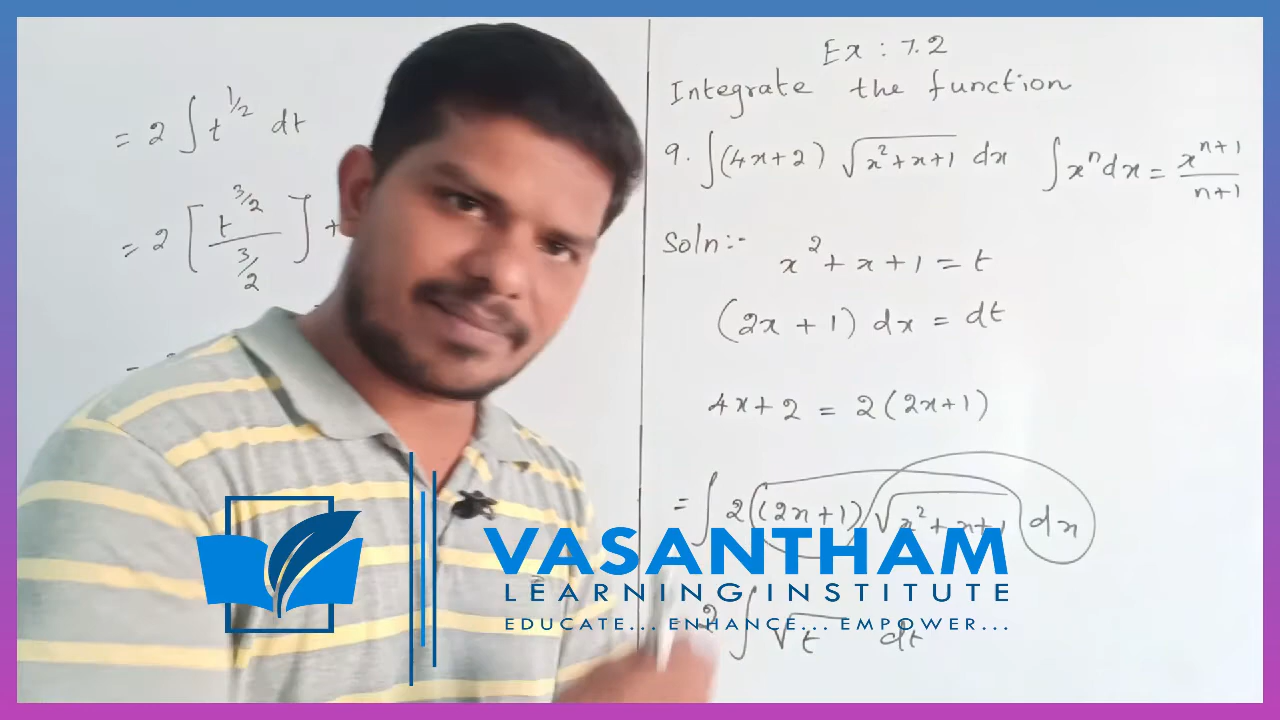 = 2 ∫ t^{1/2} dt
= 2 [ t^{3/2} / 3/2 ] +
Ex : 7.2
Integrate the function
9. ∫(4x+2) √(x²+x+1) dx ∫xⁿdx = x^{n+1} / n+1
Soln:-
x² + x + 1 = t
(2x + 1) dx = dt
4x + 2 = 2(2x+1)
= ∫ 2 (2x+1) √(x²+x+1) dx
2 ∫ √t dt
VASANTHAM
LEARNING INSTITUTE
EDUCATE... ENHANCE... EMPOWER...